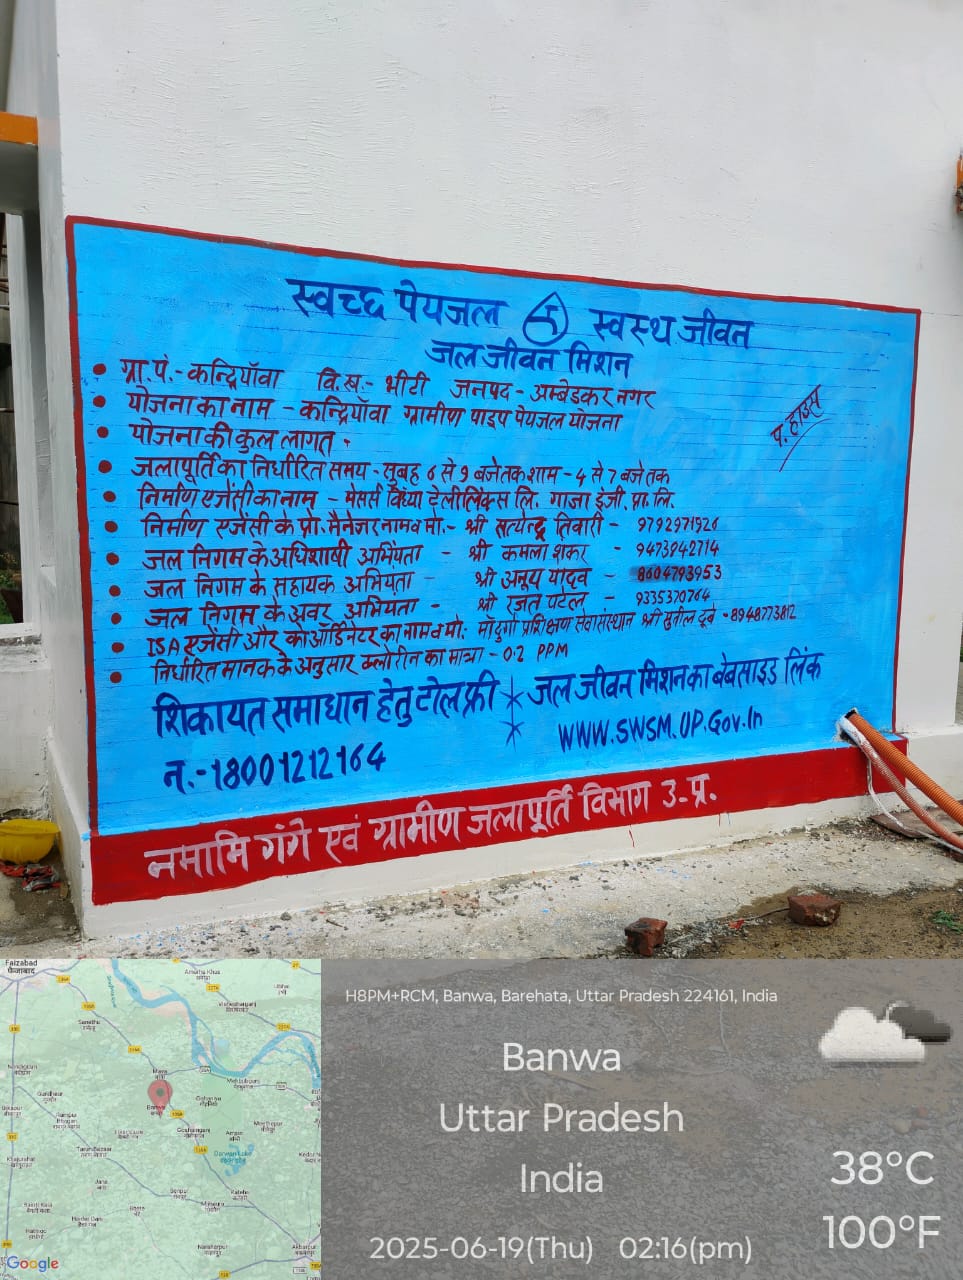 स्वच्छ पेयजल स्वस्थ जीवन
जल जीवन मिशन
ग्रा.पं.- कन्द्रियॉवा वि.ख.- भीटी जनपद - अम्बेडकर नगर
योजना का नाम - कन्द्रियॉवा ग्रामीण पाइप पेयजल योजना
प. हाउस
योजना की कुल लागत -
जलापूर्ति का निर्धारित समय - सुबह 6 से 9 बजे तक शाम - 4 से 7 बजे तक
निर्माण एजेंसी का नाम - मेसर्स विंध्या टेलीलिंक्स लि. गाजा इंजी. प्रा. लि.
निर्माण एजेंसी के प्रो. मैनेजर नाम व मो.- श्री सत्येन्द्र तिवारी - 9792971926
जल निगम के अधिशाषी अभियंता - श्री कमला शंकर - 9473942714
जल निगम के सहायक अभियंता - श्री अनूप यादव - 8604793953
जल निगम के अवर अभियंता - श्री रजत पटेल - 9335370764
ISA एजेंसी और कोऑर्डिनेटर का नाम व मो: मॉ दुर्गा प्रशिक्षण सेवा संस्थान श्री सुनील दूबे - 8948773812
निर्धारित मानक के अनुसार क्लोरीन का मात्रा - 0.2 PPM
शिकायत समाधान हेतु टोल फ्री
न.- 18001212164
जल जीवन मिशन का बेवसाइड लिंक
WWW.SWSM.UP.Gov.In
नमामि गंगे एवं ग्रामीण जलापूर्ति विभाग उ-प्र.
H8PM+RCM, Banwa, Barehata, Uttar Pradesh 224161, India
Banwa
Uttar Pradesh
India
38°C
100°F
2025-06-19(Thu) 02:16(pm)
Faizabad
फैजाबाद
Google